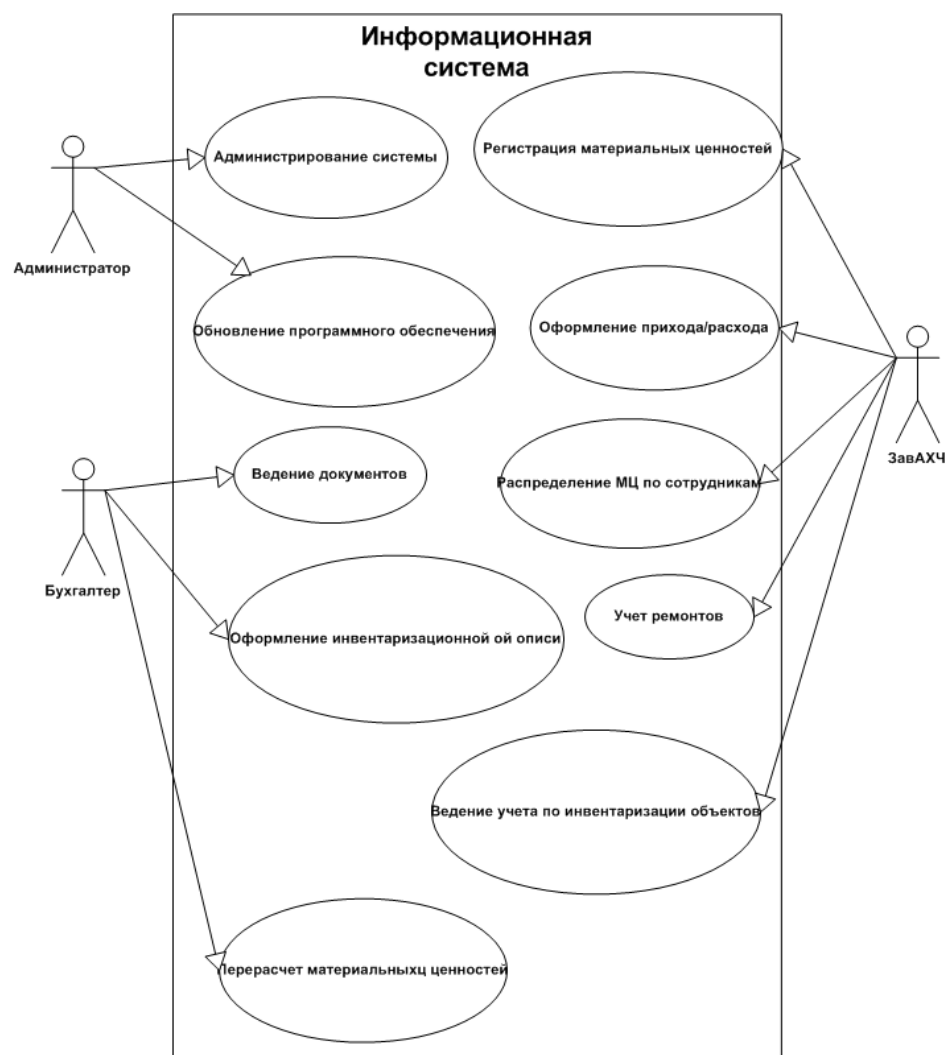 Информационная
система
Администрирование системы
Регистрация материальных ценностей
Администратор
Обновление программного обеспечения
Оформление прихода/расхода
ЗавАХЧ
Ведение документов
Распределение МЦ по сотрудникам
Бухгалтер
Учет ремонтов
Оформление инвентаризационной ой описи
Ведение учета по инвентаризации объектов
Перерасчет материальныхц ценностей